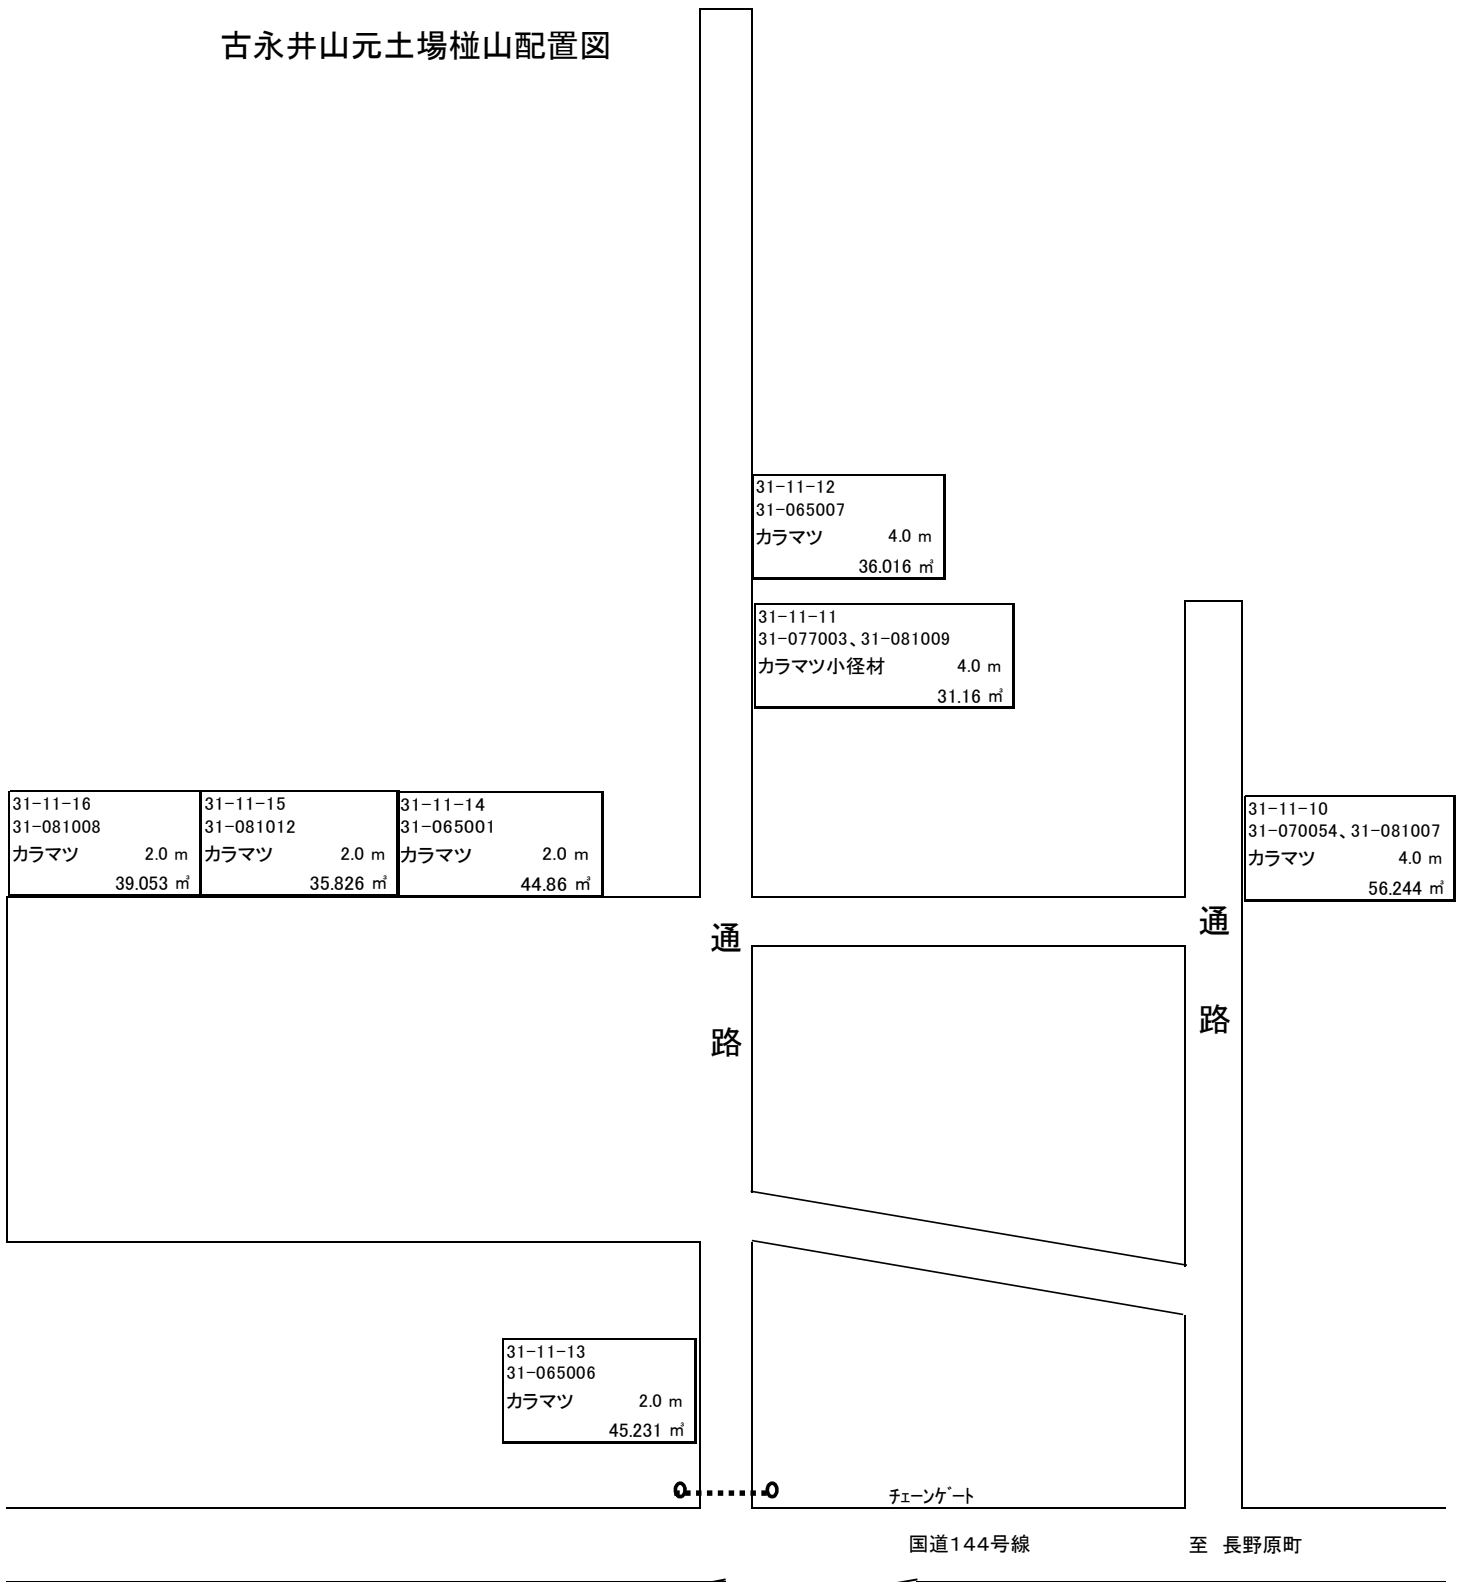 古永井山元土場椪山配置図
31-11-12
31-065007
カラマツ 4.0 m
36.016 ㎥
31-11-11
31-077003、31-081009
カラマツ小径材 4.0 m
31.16 ㎥
31-11-16
31-081008
カラマツ 2.0 m
39.053 ㎥
31-11-15
31-081012
カラマツ 2.0 m
35.826 ㎥
31-11-14
31-065001
カラマツ 2.0 m
44.86 ㎥
31-11-10
31-070054、31-081007
カラマツ 4.0 m
56.244 ㎥
通
路
通
路
31-11-13
31-065006
カラマツ 2.0 m
45.231 ㎥
ﾁｪｰﾝｹﾞｰﾄ
国道144号線 至 長野原町